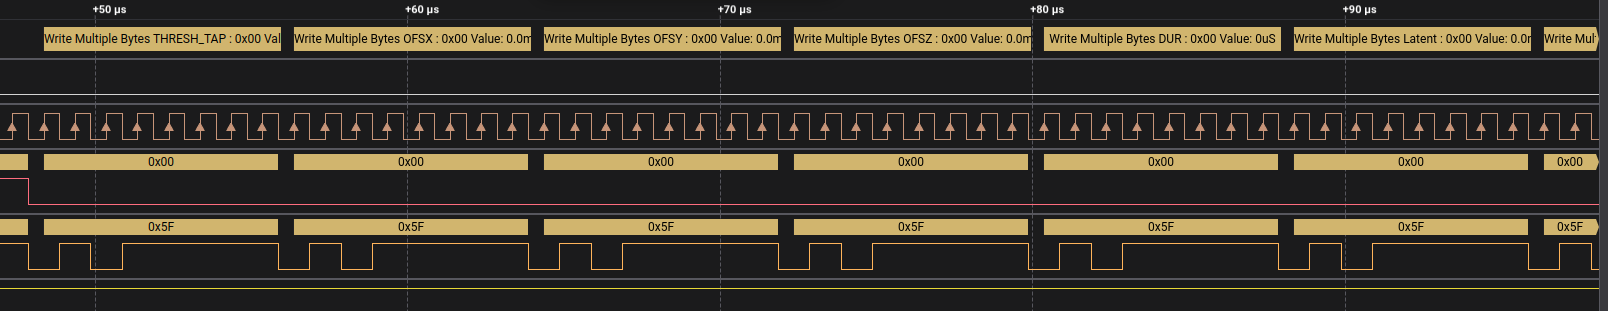 +50 µs +60 µs +70 µs +80 µs +90 µs
Write Multiple Bytes THRESH_TAP : 0x00 Val Write Multiple Bytes OFSX : 0x00 Value: 0.0m Write Multiple Bytes OFSY : 0x00 Value: 0.0m Write Multiple Bytes OFSZ : 0x00 Value: 0.0m Write Multiple Bytes DUR : 0x00 Value: 0uS Write Multiple Bytes Latent : 0x00 Value: 0.0 Write Mul
0x00 0x00 0x00 0x00 0x00 0x00 0x00
0x5F 0x5F 0x5F 0x5F 0x5F 0x5F 0x5F